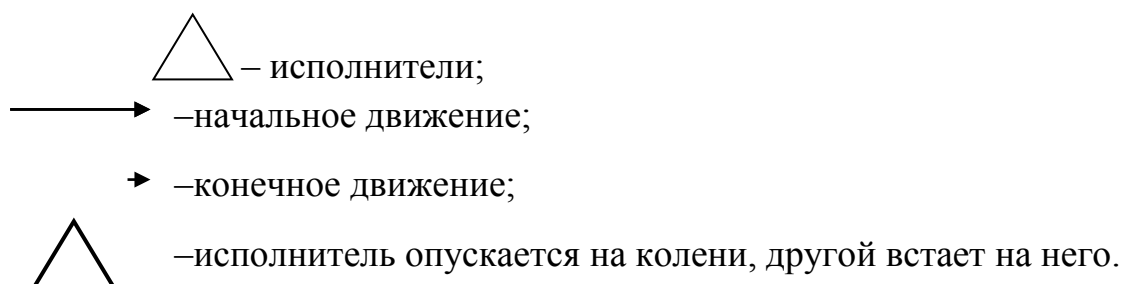 – исполнители;
–начальное движение;
–конечное движение;
–исполнитель опускается на колени, другой встает на него.